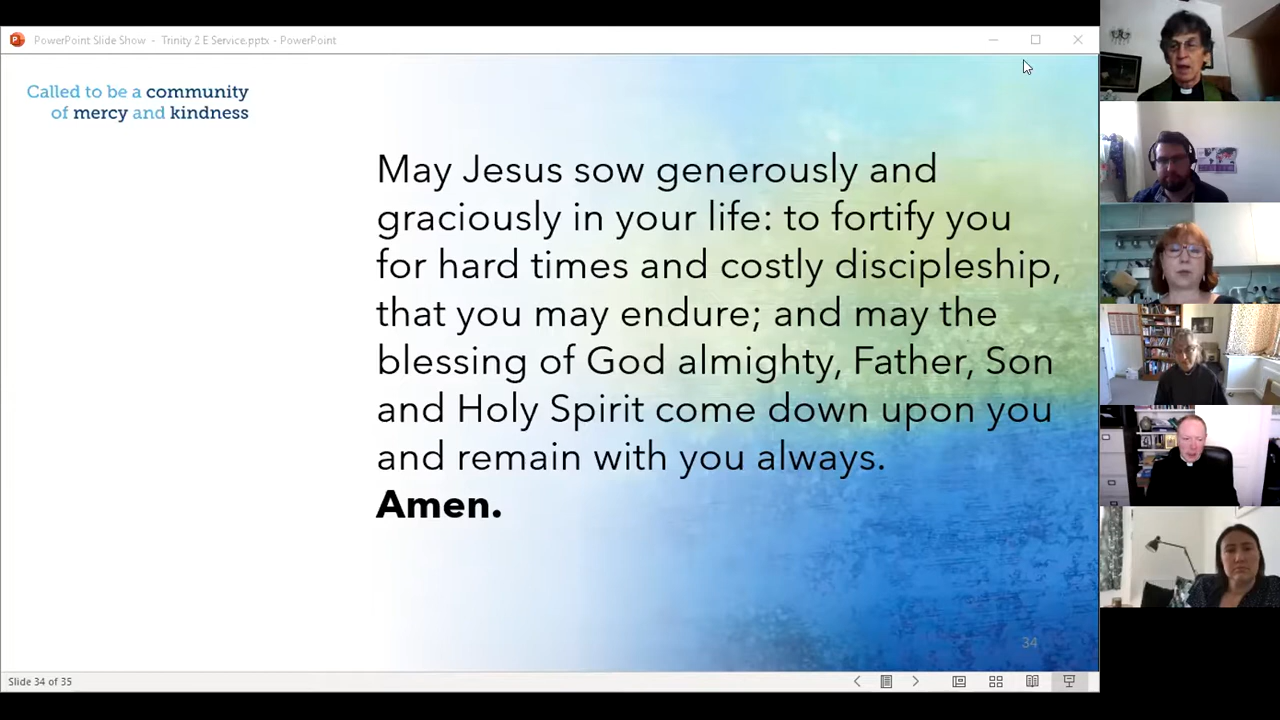 PowerPoint Slide Show - Trinity 2 E Service.pptx - PowerPoint
Called to be a community
of mercy and kindness
May Jesus sow generously and
graciously in your life: to fortify you
for hard times and costly discipleship,
that you may endure; and may the
blessing of God almighty, Father, Son
and Holy Spirit come down upon you
and remain with you always.
Amen.
34
Slide 34 of 35